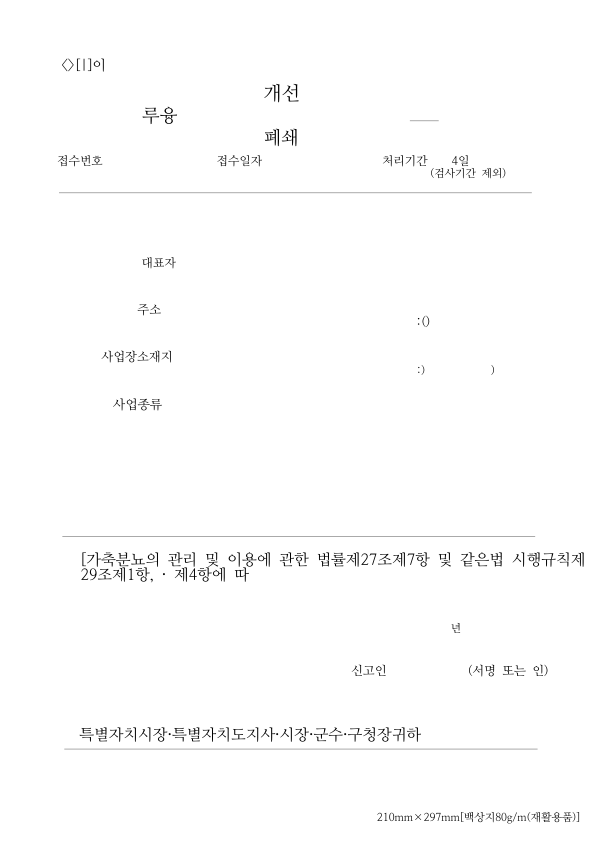 〈〉[ㅣ]이
개선
루융
폐쇄
접수번호 접수일자 처리기간 4일
(검사기간 제외)
대표자
주소
:()
사업장소재지
:) )
사업종류
[가축분뇨의 관리 및 이용에 관한 법률제27조제7항 및 같은법 시행규칙제
29조제1항, · 제4항에 따
년
신고인 (서명 또는 인)
특별자치시장·특별자치도지사·시장·군수·구청장귀하
210mm×297mm[백상지80g/m(재활용품)]